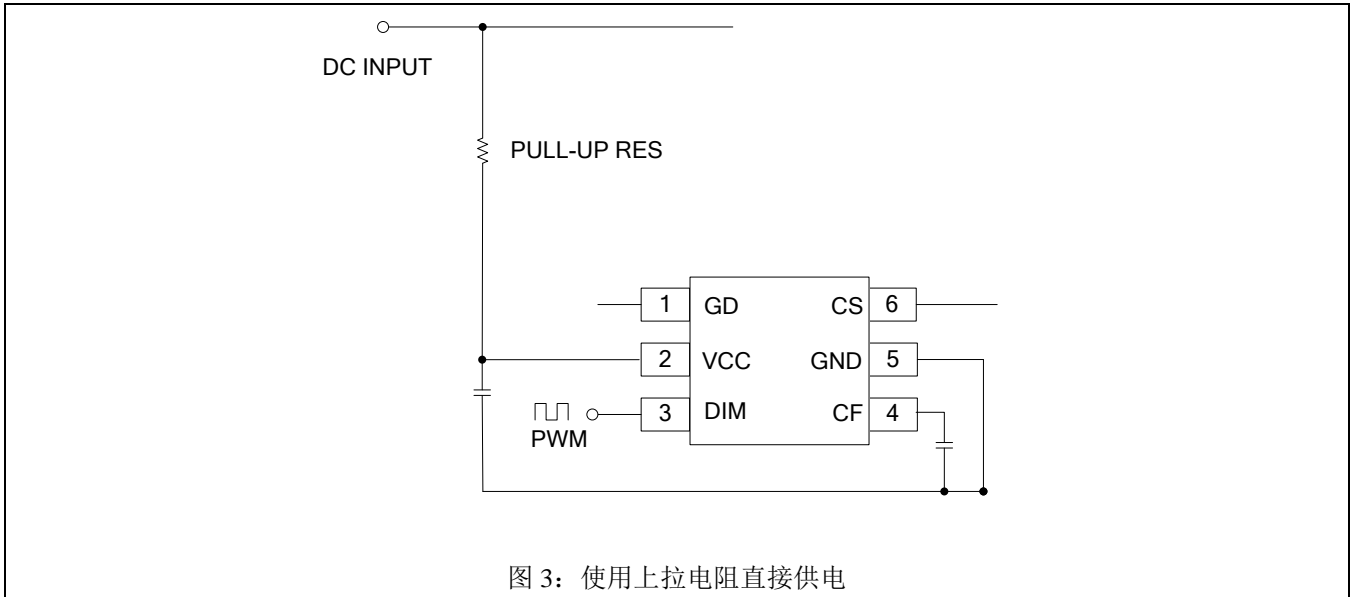 DC INPUT
PULL-UP RES
1 GD CS 6
2 VCC GND 5
3 DIM CF 4
PWM
图 3：使用上拉电阻直接供电